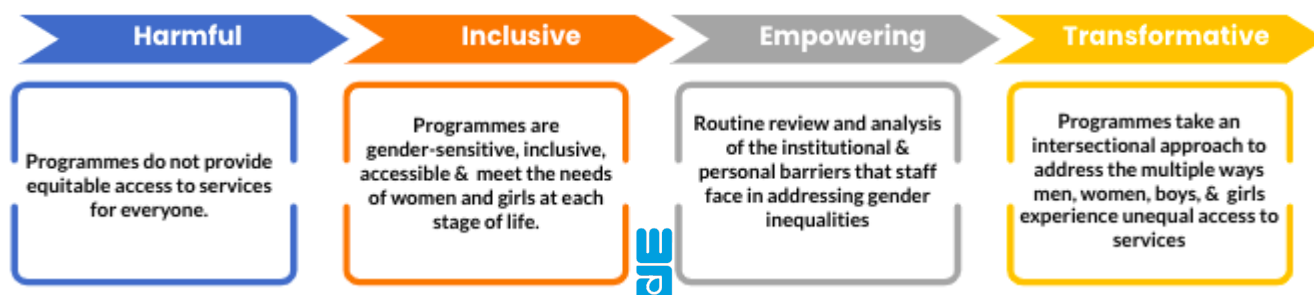 Harmful
Inclusive
Empowering
Transformative
Programmes do not provide
equitable access to services
for everyone.
Programmes are
gender-sensitive, inclusive,
accessible & meet the needs
of women and girls at each
stage of life.
Routine review and analysis
of the institutional &
personal barriers that staff
face in addressing gender
inequalities
Programmes take an
intersectional approach to
address the multiple ways
men, women, boys, & girls
experience unequal access to
services